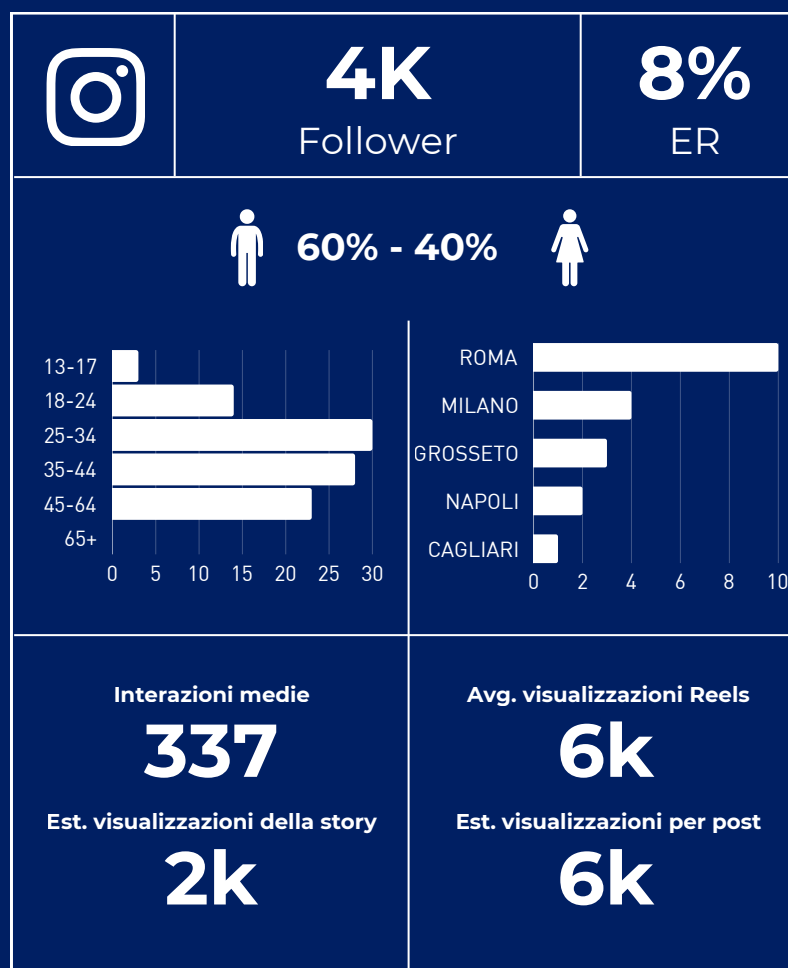 4K
Follower
8%
ER
60% - 40%
13-17
18-24
25-34
35-44
45-64
65+
0 5 10 15 20 25 30
ROMA
MILANO
GROSSETO
NAPOLI
CAGLIARI
0 2 4 6 8 10
Interazioni medie
337
Est. visualizzazioni della story
2k
Avg. visualizzazioni Reels
6k
Est. visualizzazioni per post
6k